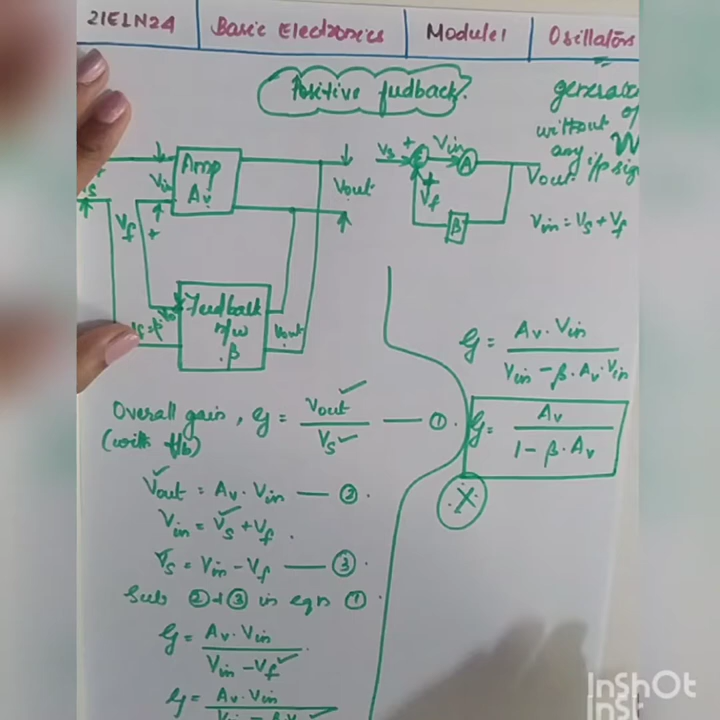 21ELN24 Basic Electronics Module1 Oscillators
Positive feedback.
without
any i/p
Amp
Av
Vin
Vf
+
Vout
Vs + Vin
A
Vout
+
Vf
β
Vin = Vs + Vf
Feedback
n/w
β
Vout
Overall gain, G = Vout / Vs — ①
(with f/b)
Vout = Av · Vin — ②.
Vin = Vs + Vf.
Vs = Vin - Vf — ③.
Sub ② & ③ in eqn ①.
G = Av · Vin / Vin - Vf
G = Av · Vin
G = Av · Vin / Vin - β · Av · Vin
G = Av / 1 - β · Av
X
InShOt